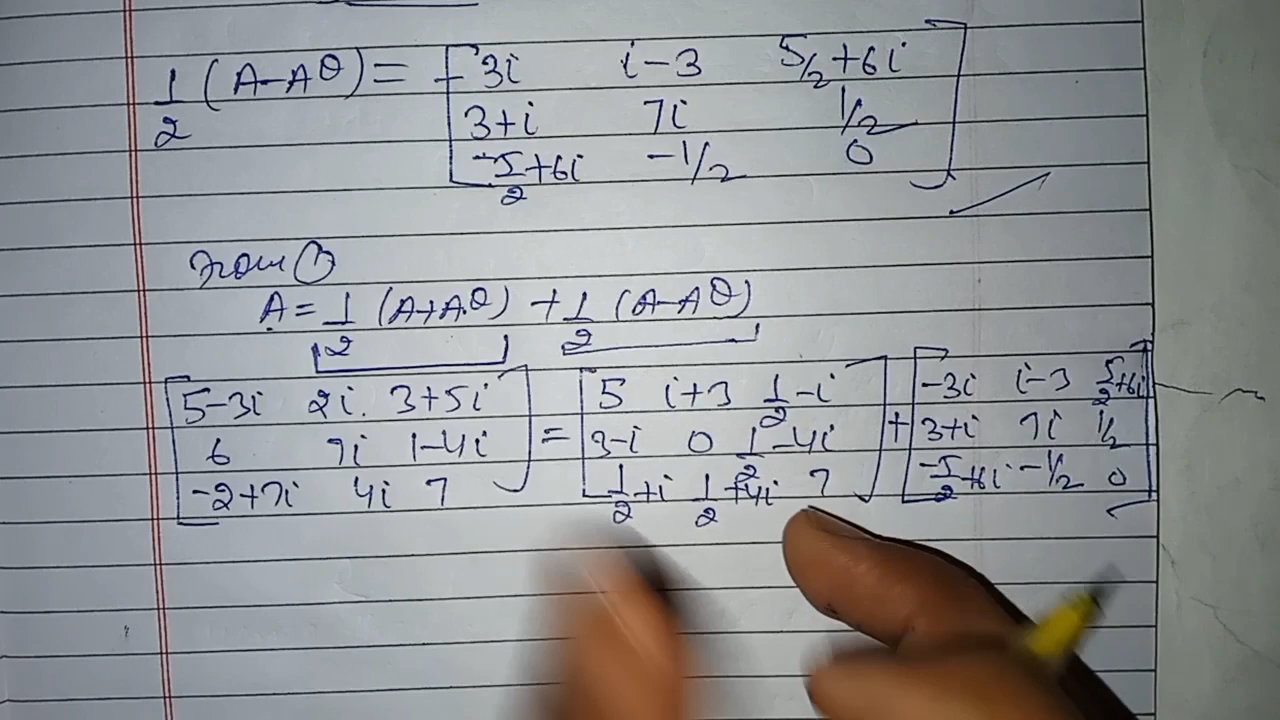 1/2 (A-Aθ) = [ -3i i-3 5/2+6i
3+i 7i 1/2
-5/2+6i -1/2 0 ]
from ①
A = 1/2 (A+Aθ) + 1/2 (A-Aθ)
[ 5-3i 2i 3+5i = [ 5 i+3 1/2-i + [ -3i i-3 5/2+6i
6 7i 1-4i 3-i 0 1/2-4i 3+i 7i 1/2
-2+7i 4i 7 ] 1/2+i 1/2+4i 7 ] -5/2+6i -1/2 0 ]